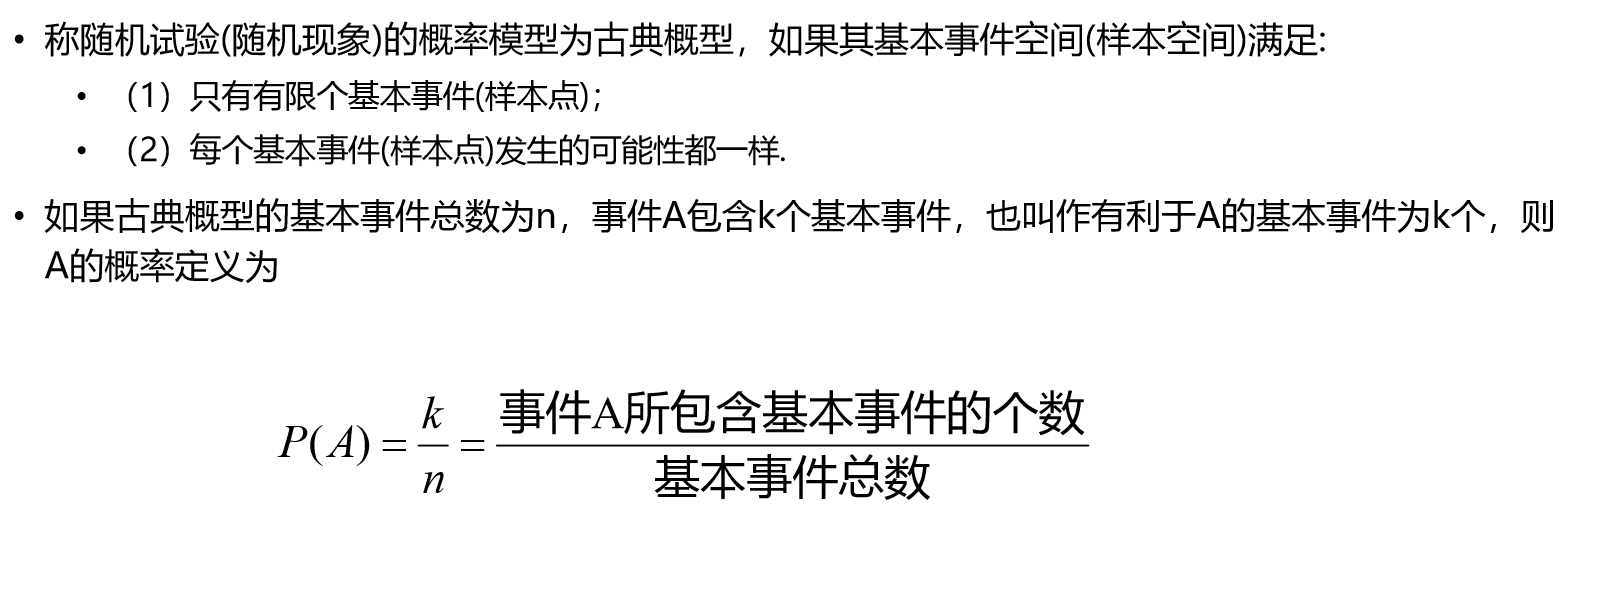 • 称随机试验(随机现象)的概率模型为古典概型，如果其基本事件空间(样本空间)满足:
• （1）只有有限个基本事件(样本点)；
• （2）每个基本事件(样本点)发生的可能性都一样.
• 如果古典概型的基本事件总数为n，事件A包含k个基本事件，也叫作有利于A的基本事件为k个，则
A的概率定义为
P(A) = k/n = 事件A所包含基本事件的个数/基本事件总数